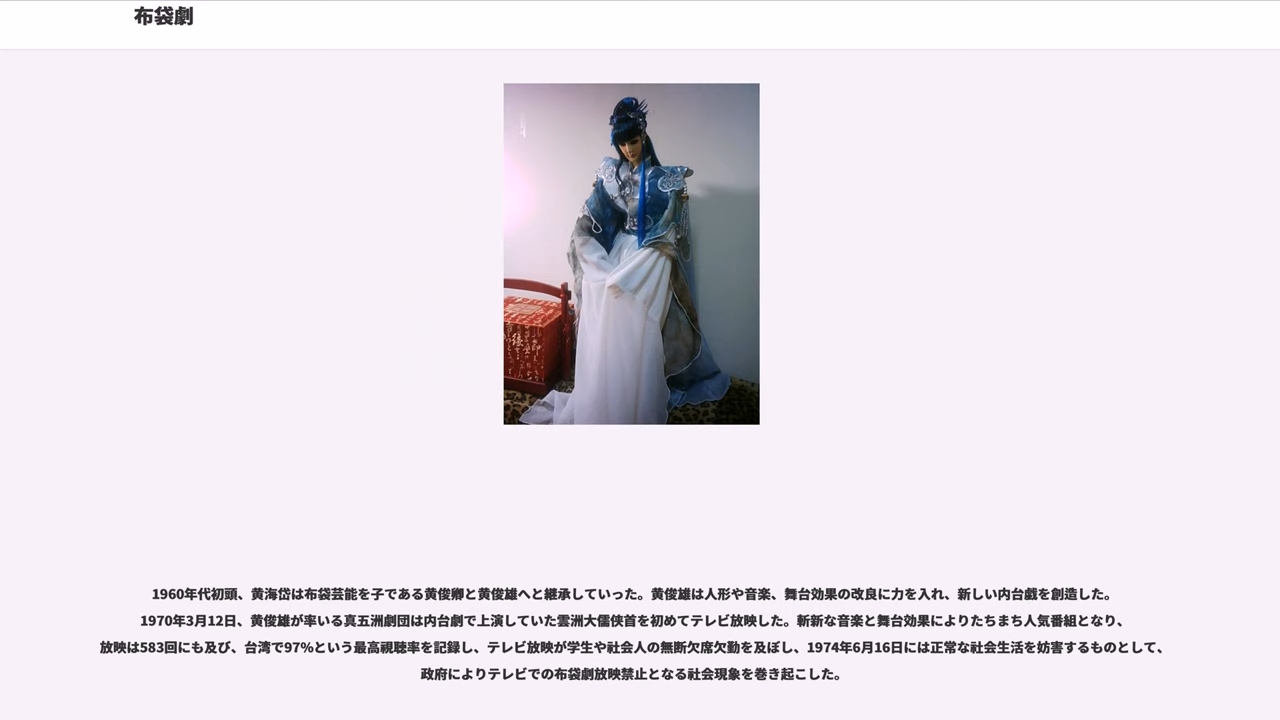 布袋劇
1960年代初頭、黄海岱は布袋芸能を子である黄俊卿と黄俊雄へと継承していった。黄俊雄は人形や音楽、舞台効果の改良に力を入れ、新しい内台戯を創造した。
1970年3月12日、黄俊雄が率いる真五洲劇団は内台劇で上演していた雲洲大儒侠首を初めてテレビ放映した。斬新な音楽と舞台効果によりたちまち人気番組となり、
放映は583回にも及び、台湾で97%という最高視聴率を記録し、テレビ放映が学生や社会人の無断欠席欠勤を及ぼし、1974年6月16日には正常な社会生活を妨害するものとして、
政府によりテレビでの布袋劇放映禁止となる社会現象を巻き起こした。